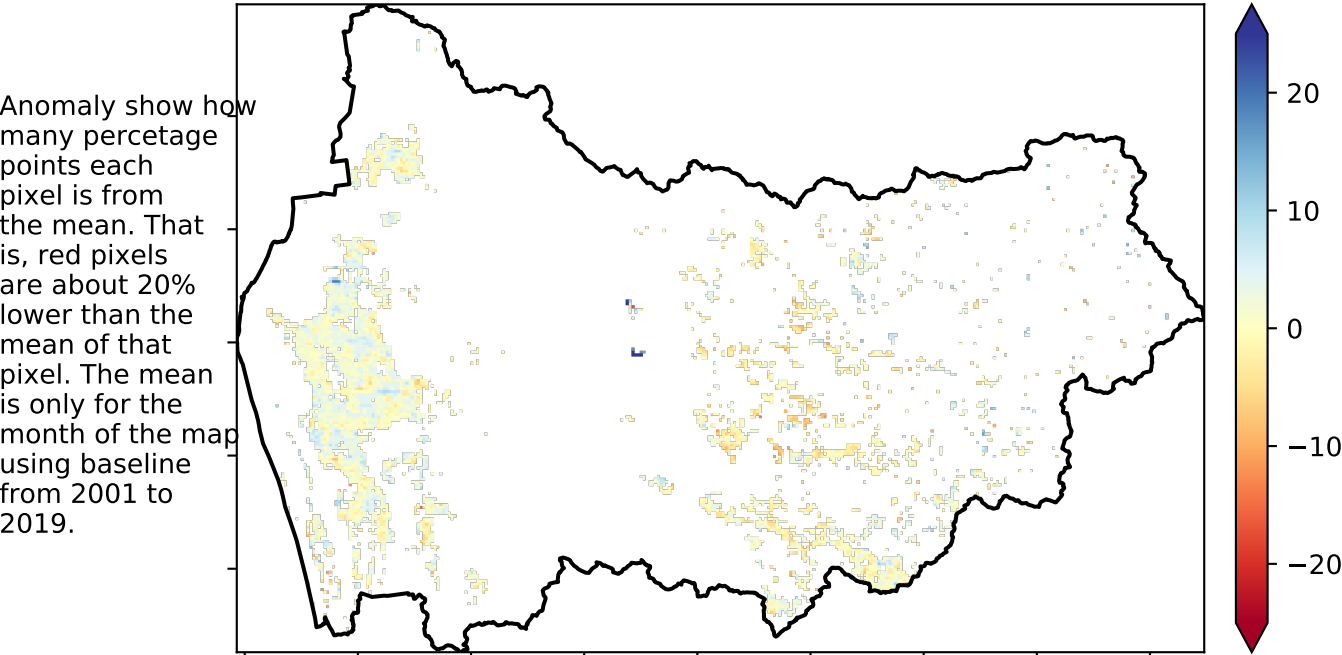 Anomaly show how
many percetage
points each
pixel is from
the mean. That
is, red pixels
are about 20%
lower than the
mean of that
pixel. The mean
is only for the
month of the map
using baseline
from 2001 to
2019.
20
10
0
−10
−20